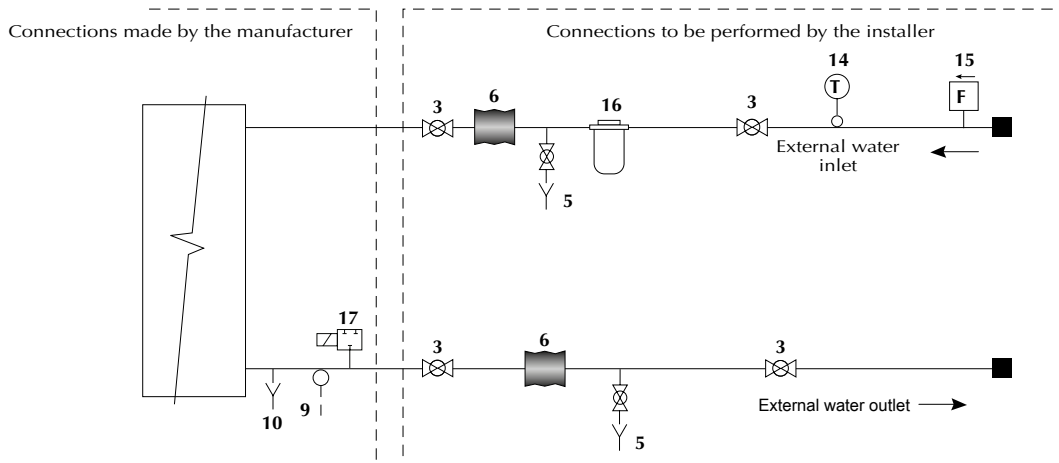 Connections made by the manufacturer
Connections to be performed by the installer
14
15
6
16
3
3
T
F
External water
inlet
5
17
3
6
3
9
10
External water outlet
5